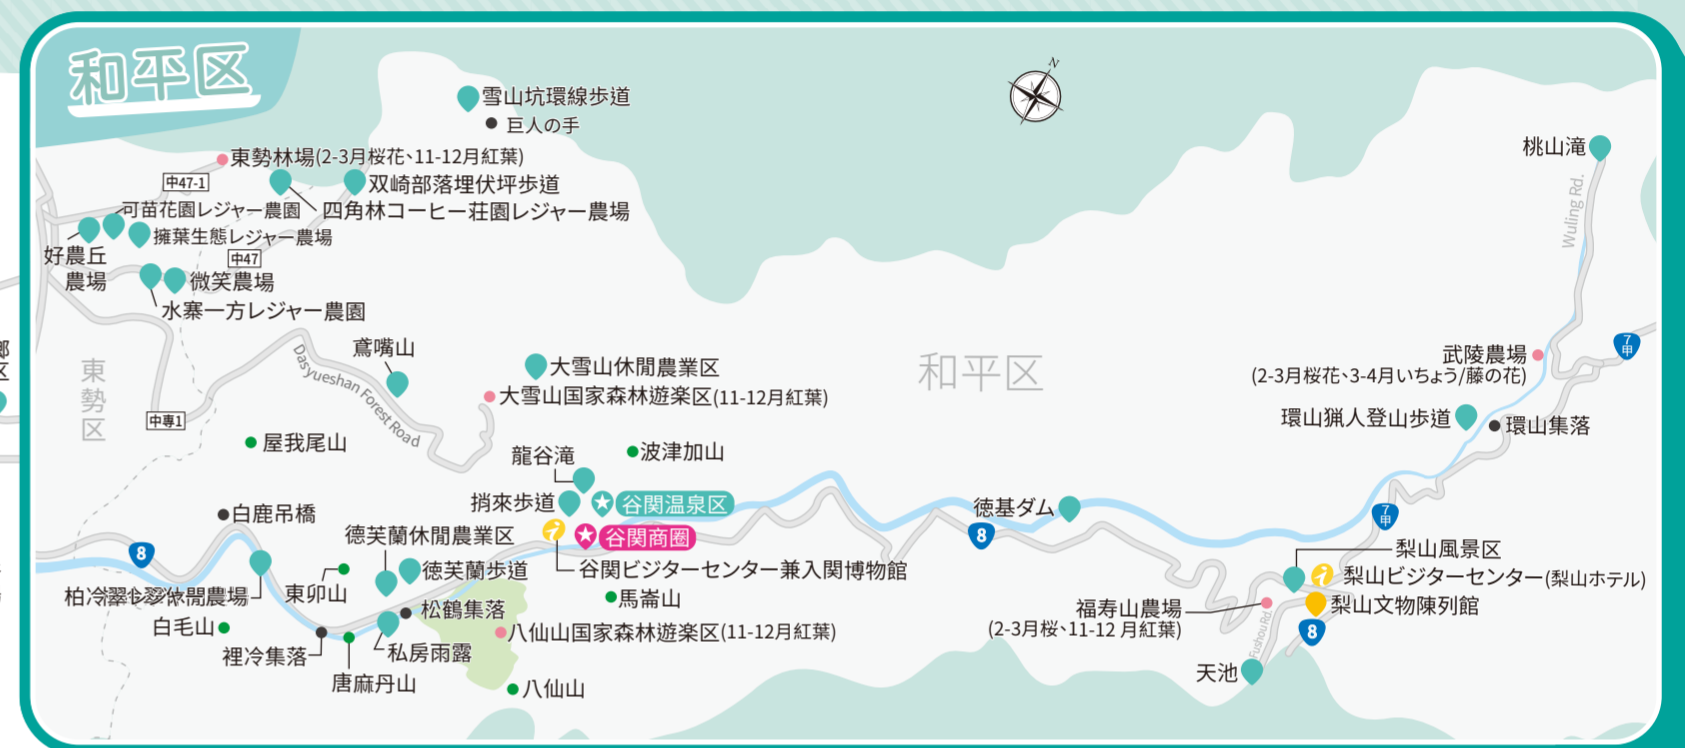 和平区
N
雪山坑環線歩道
巨人の手
東勢林場(2-3月桜花、11-12月紅葉)
中47-1
双崎部落埋伏坪歩道
可苗花園レジャー農園
四角林コーヒー荘園レジャー農場
擁葉生態レジャー農場
好農丘
農場
中47
微笑農場
水寨一方レジャー農園
桃山滝
Wuling Rd.
東勢区
鳶嘴山
Dasyueshan Forest Road
大雪山休閒農業区
大雪山国家森林遊楽区(11-12月紅葉)
和平区
7甲
武陵農場
(2-3月桜花、3-4月いちょう/藤の花)
環山猟人登山歩道
環山集落
中専1
屋我尾山
龍谷滝
波津加山
捎來歩道
谷関温泉区
谷関商圏
白鹿吊橋
徳芙蘭休閒農業区
徳基ダム
8
7甲
8
谷関ビジターセンター兼入関博物館
徳芙蘭歩道
梨山風景区
梨山ビジターセンター(梨山ホテル)
梨山文物陳列館
8
東卯山
松鶴集落
馬崙山
福寿山農場
(2-3月桜、11-12 月紅葉)
Fushou Rd.
白毛山
裡冷集落
私房雨露
八仙山国家森林遊楽区(11-12月紅葉)
唐麻丹山
八仙山
天池